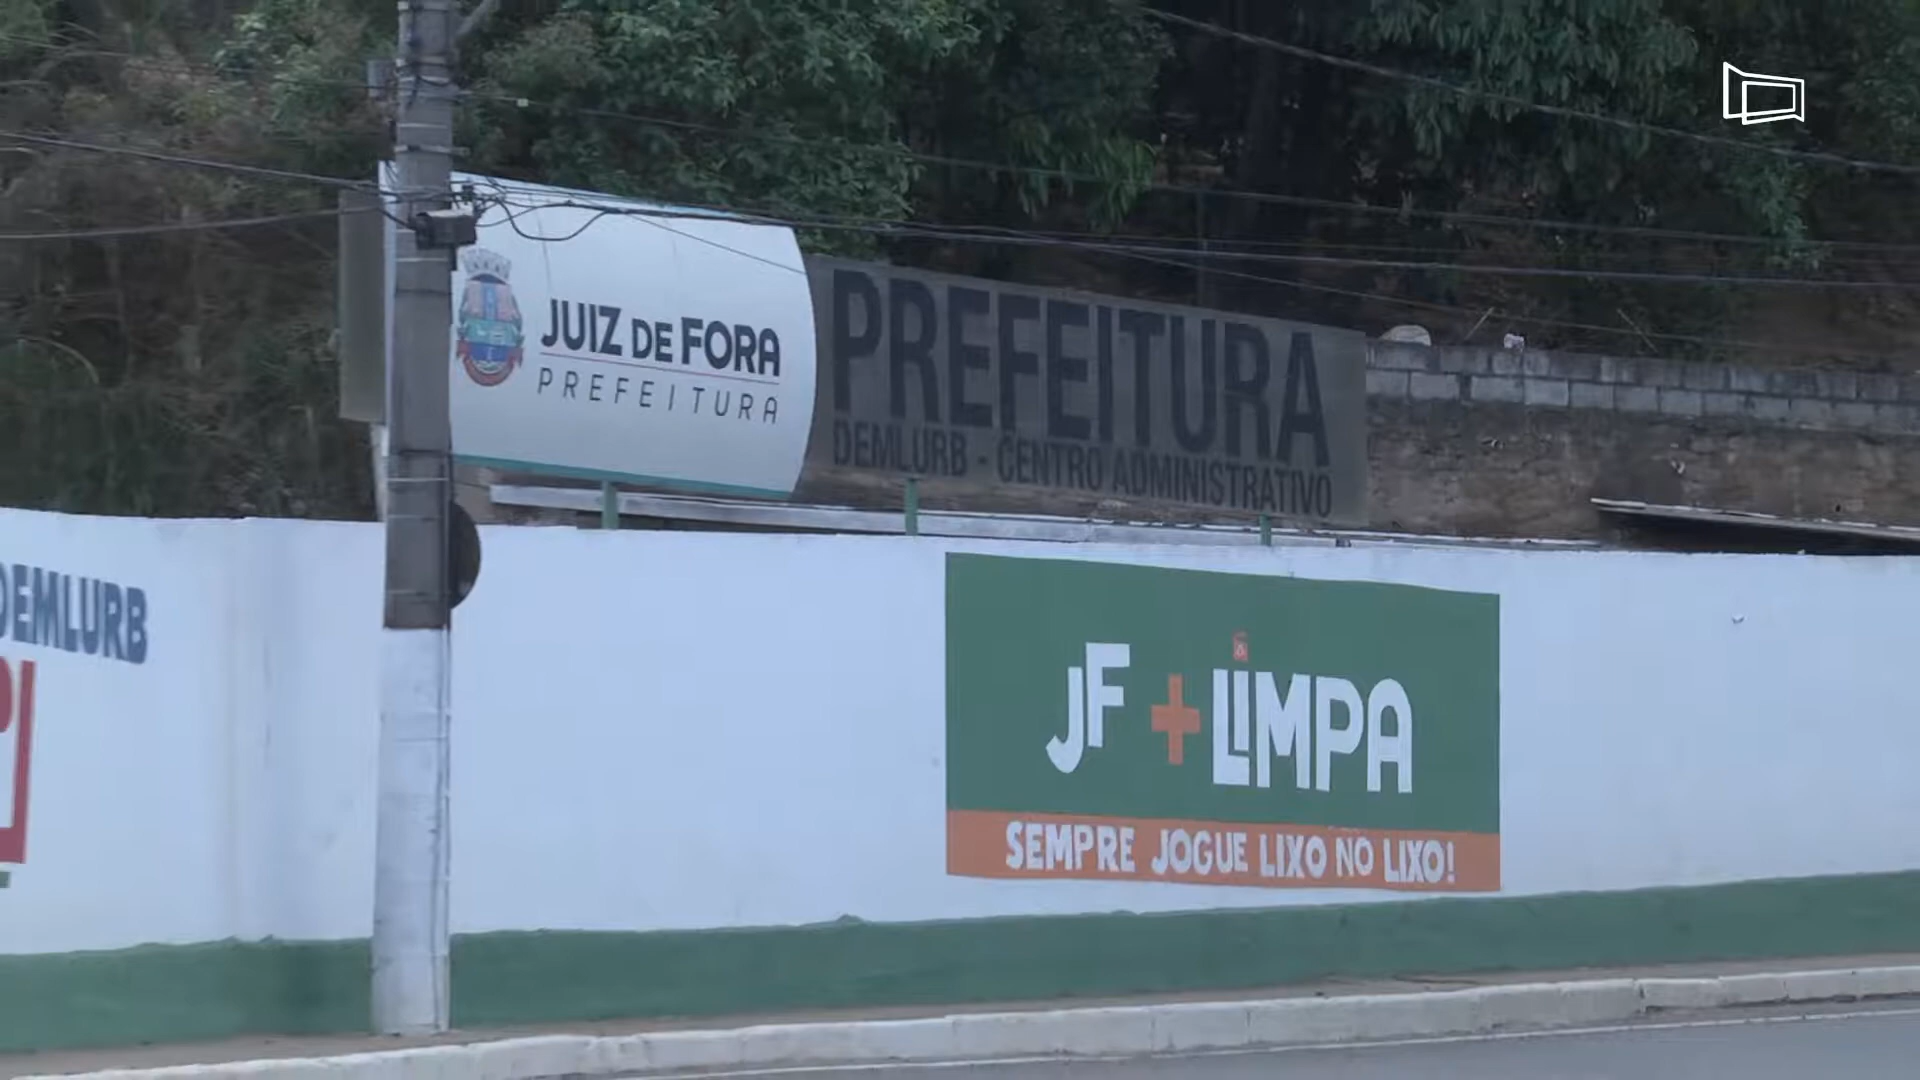 JUIZ DE FORA
PREFEITURA
PREFEITURA
DEMLURB - CENTRO ADMINISTRATIVO
DEMLURB
JF + LIMPA
SEMPRE JOGUE LIXO NO LIXO!